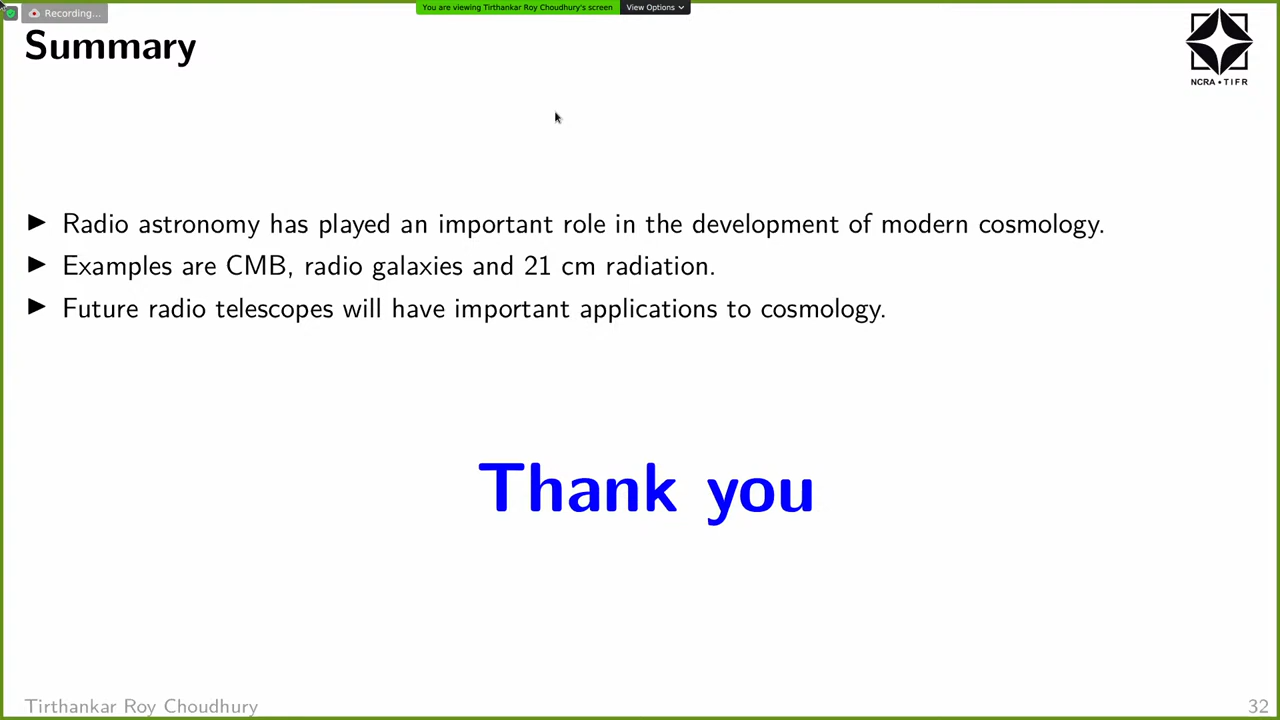 Recording...
You are viewing Tirthankar Roy Choudhury's screen
View Options
Summary
NCRA • TIFR
▶ Radio astronomy has played an important role in the development of modern cosmology.
▶ Examples are CMB, radio galaxies and 21 cm radiation.
▶ Future radio telescopes will have important applications to cosmology.
Thank you
Tirthankar Roy Choudhury
32